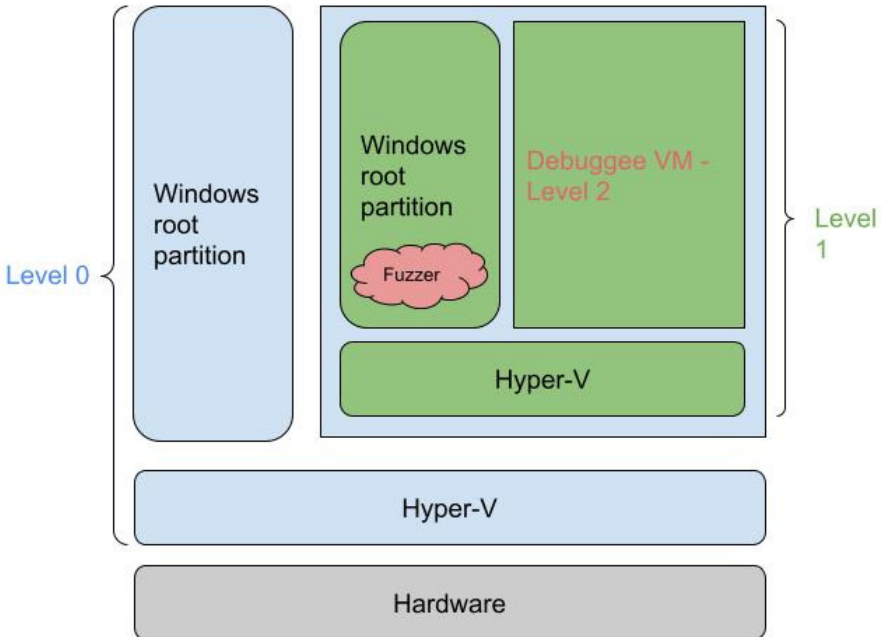 Level 0
Windows
root
partition
Windows
root
partition
Fuzzer
Debuggee VM -
Level 2
Level
1
Hyper-V
Hyper-V
Hardware